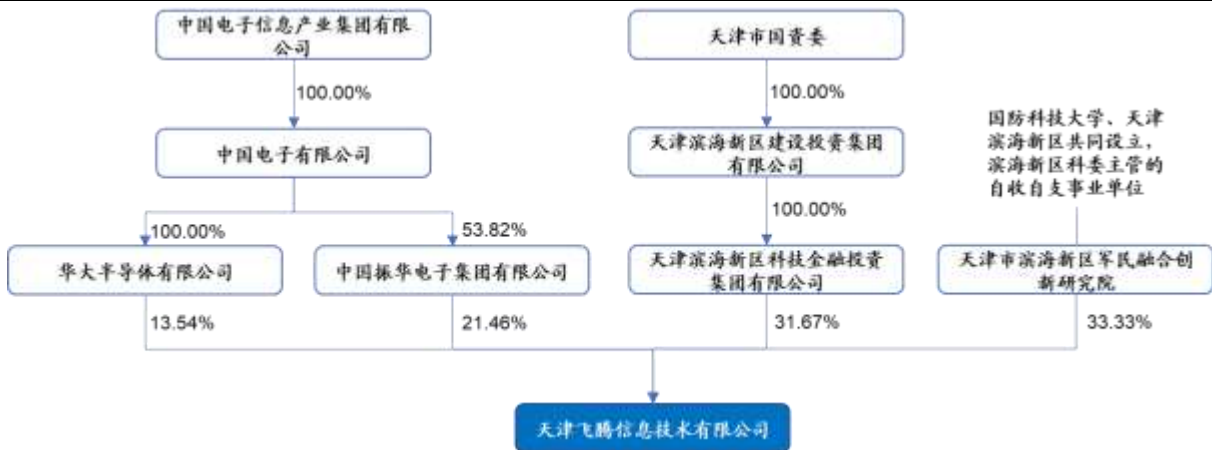 中国电子信息产业集团有限
公司
天津市国资委
100.00%
100.00%
国防科技大学、天津
滨海新区共同设立，
滨海新区科委主管的
自收自支事业单位
中国电子有限公司
天津滨海新区建设投资集团
有限公司
100.00%
53.82%
100.00%
华大半导体有限公司
中国振华电子集团有限公司
天津滨海新区科技金融投资
集团有限公司
天津市滨海新区军民融合创
新研究院
13.54%
21.46%
31.67%
33.33%
天津飞腾信息技术有限公司